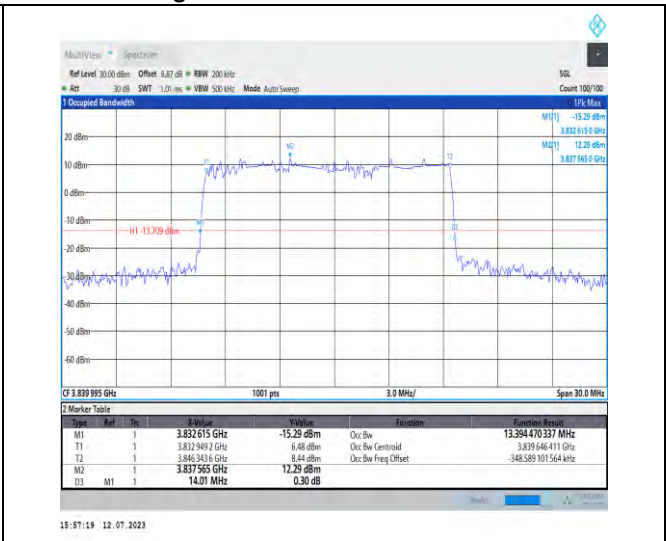 MultiView Spectrum
Ref Level 30.00 dBm Offset 8.87 dB RBW 200 kHz SGL
Att 30 dB SWT 1.01 ms VBW 500 kHz Mode Auto Sweep Count 100/100
1 Occupied Bandwidth 1Pk Max
M1[1] -15.29 dBm
3.832 615 0 GHz
M2[1] 12.29 dBm
3.837 565 0 GHz
20 dBm
M2
T1
T2
10 dBm
0 dBm
-10 dBm
M1
D3
H1 -13.709 dBm
-20 dBm
-30 dBm
-40 dBm
-50 dBm
-60 dBm
CF 3.839 995 GHz 1001 pts 3.0 MHz/ Span 30.0 MHz
2 Marker Table
Type Ref Trc X-Value Y-Value Function Function Result
M1 1 3.832 615 GHz -15.29 dBm Occ Bw 13.394 470 337 MHz
T1 1 3.832 949 2 GHz 6.48 dBm Occ Bw Centroid 3.839 646 411 GHz
T2 1 3.846 343 6 GHz 8.44 dBm Occ Bw Freq Offset -348.589 101 564 kHz
M2 1 3.837 565 GHz 12.29 dBm
D3 M1 1 14.01 MHz 0.30 dB
15:57:19 12.07.2023